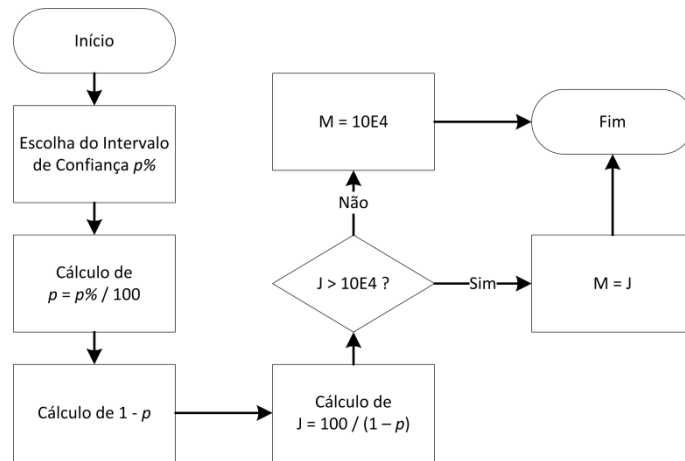 Início
Escolha do Intervalo
de Confiança p%
Cálculo de
p = p% / 100
Cálculo de 1 - p
Cálculo de
J = 100 / (1 – p)
J > 10E4 ?
Não
M = 10E4
Sim
M = J
Fim